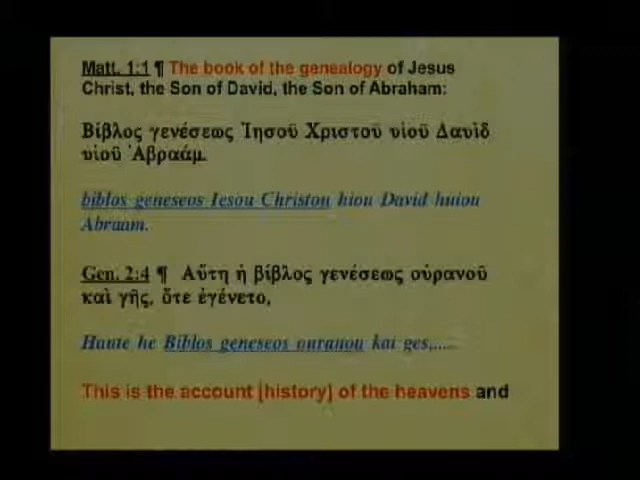 Matt. 1:1 ¶ The book of the genealogy of Jesus
Christ, the Son of David, the Son of Abraham:
Βίβλος γενέσεως Ἰησοῦ Χριστοῦ υἱοῦ Δαυὶδ
υἱοῦ Ἀβραάμ.
biblos geneseos Iesou Christou hiou David huiou
Abraam.
Gen. 2:4 ¶ Αὕτη ἡ βίβλος γενέσεως οὐρανοῦ
καὶ γῆς, ὅτε ἐγένετο,
Haute he Biblos geneseos ouranou kai ges,.....
This is the account [history] of the heavens and